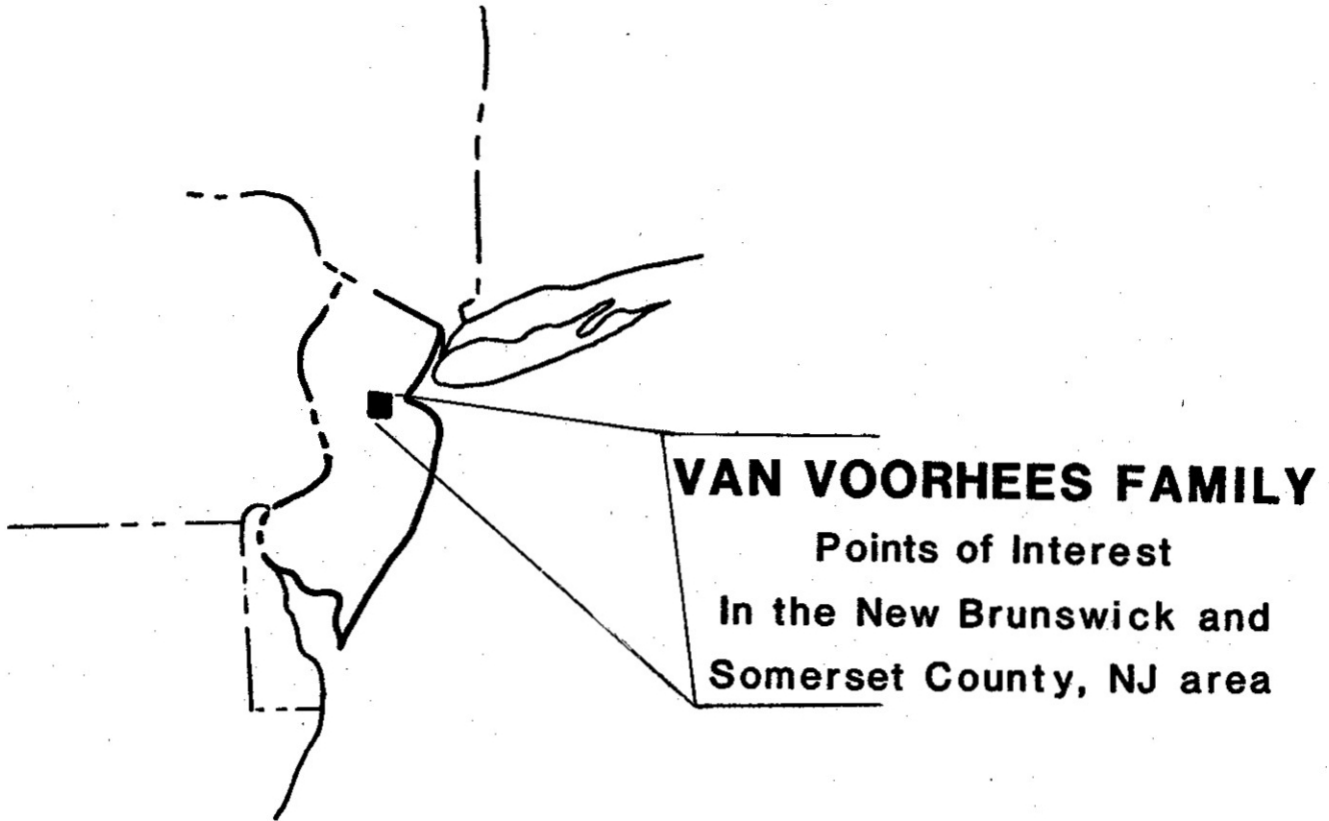 VAN VOORHEES FAMILY
Points of Interest
In the New Brunswick and
Somerset County, NJ area